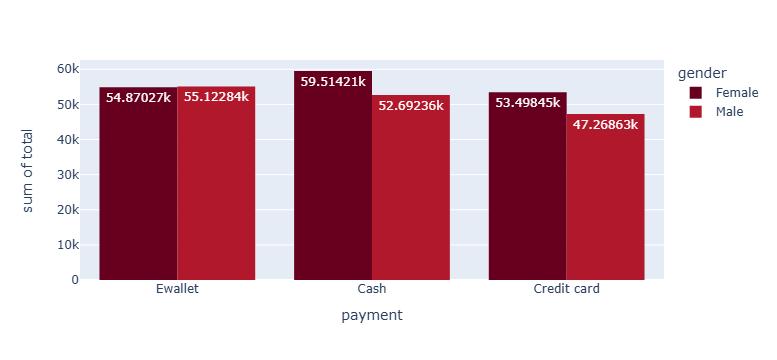 60k
50k
40k
30k
20k
10k
0
sum of total
54.87027k
55.12284k
59.51421k
52.69236k
53.49845k
47.26863k
Ewallet
Cash
Credit card
payment
gender
Female
Male